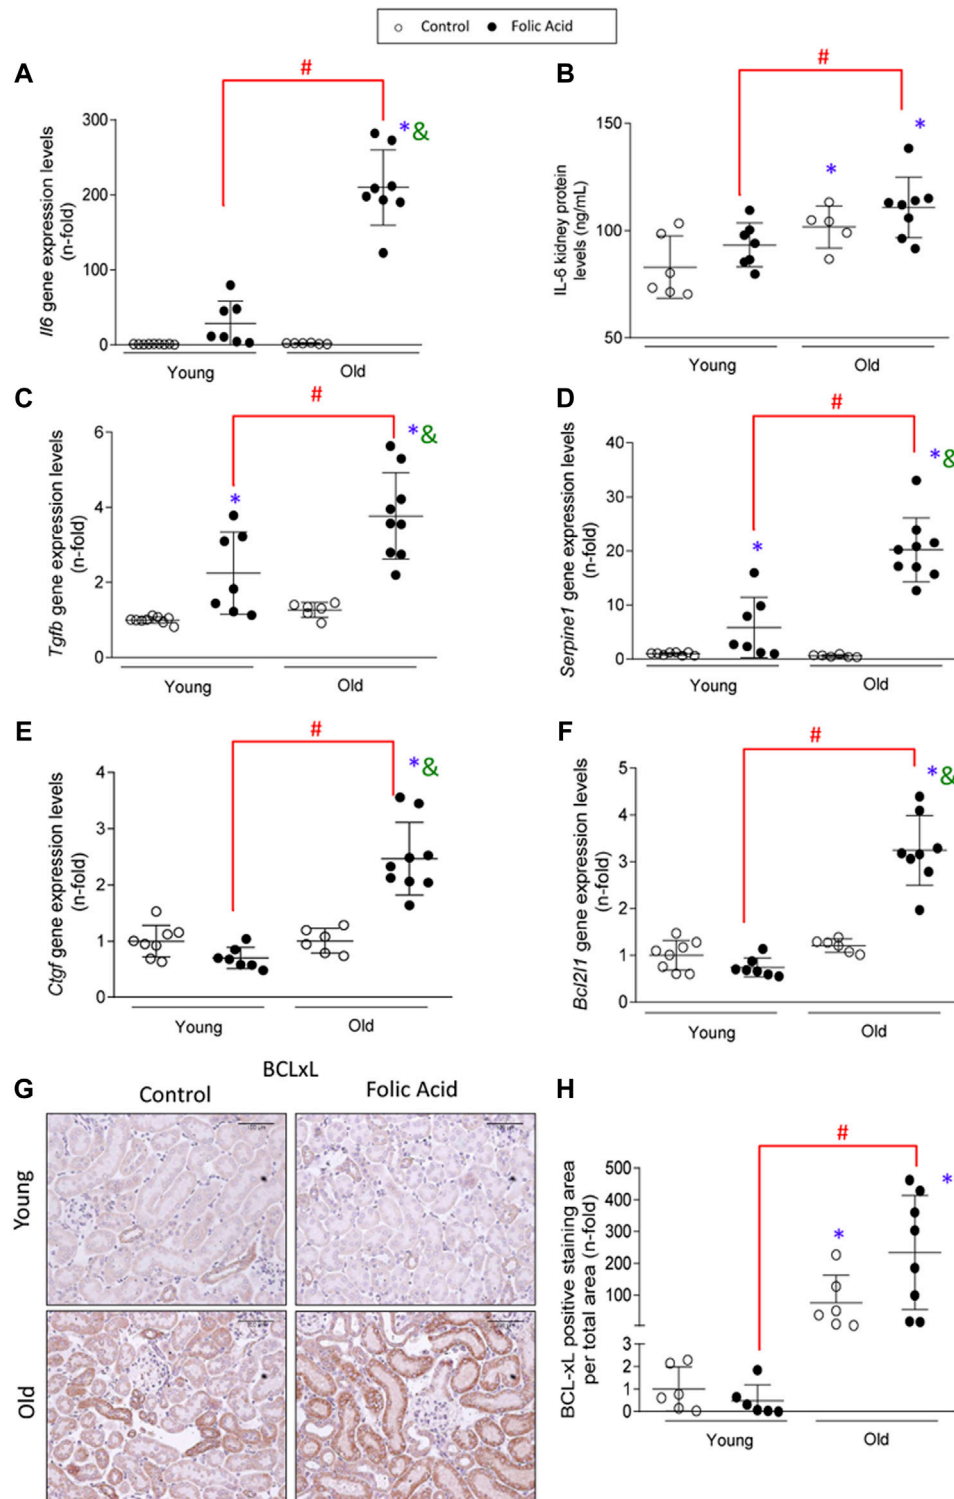 ○ Control ● Folic Acid
A
#
Il6 gene expression levels
(n-fold)
300
200
100
0
*&
Young
Old
B
#
IL-6 kidney protein
levels (ng/mL)
150
100
50
*
*
Young
Old
C
#
Tgfb gene expression levels
(n-fold)
6
4
2
0
*
*&
Young
Old
D
#
Serpine1 gene expression levels
(n-fold)
40
30
20
10
0
*
*&
Young
Old
E
#
Ctgf gene expression levels
(n-fold)
4
3
2
1
0
*&
Young
Old
F
#
Bcl2l1 gene expression levels
(n-fold)
5
4
3
2
1
0
*&
Young
Old
G
BCLxL
Control
Folic Acid
Young
Old
H
#
BCL-xL positive staining area
per total area (n-fold)
500
400
300
200
100
3
2
1
0
*
*
Young
Old